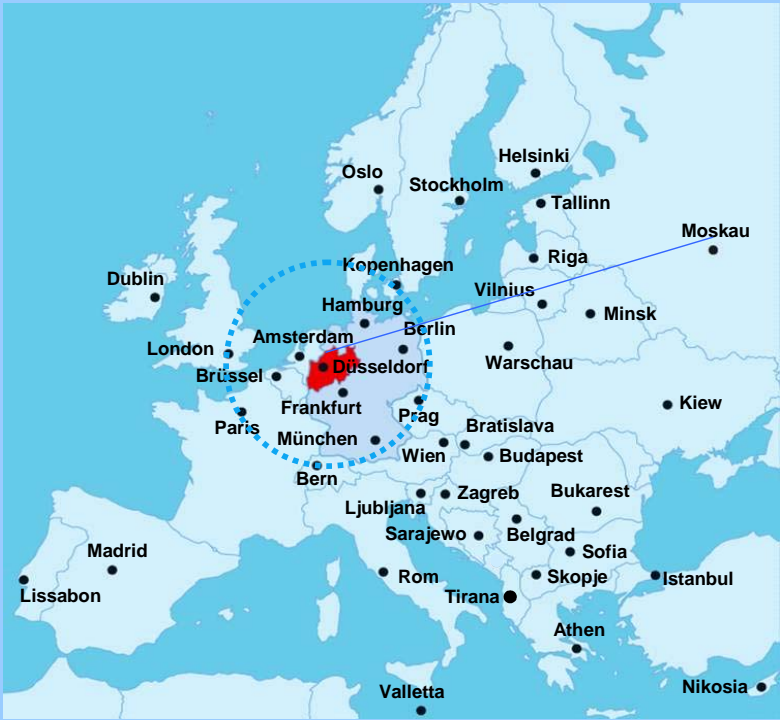 Helsinki
Oslo
Stockholm
Tallinn
Moskau
Riga
Kopenhagen
Dublin
Vilnius
Hamburg
Minsk
Berlin
Amsterdam
London
Warschau
Düsseldorf
Brüssel
Frankfurt
Kiew
Prag
Paris
Bratislava
München
Wien
Budapest
Bern
Zagreb
Bukarest
Ljubljana
Sarajewo
Belgrad
Madrid
Sofia
Rom
Skopje
Istanbul
Lissabon
Tirana
Athen
Nikosia
Valletta